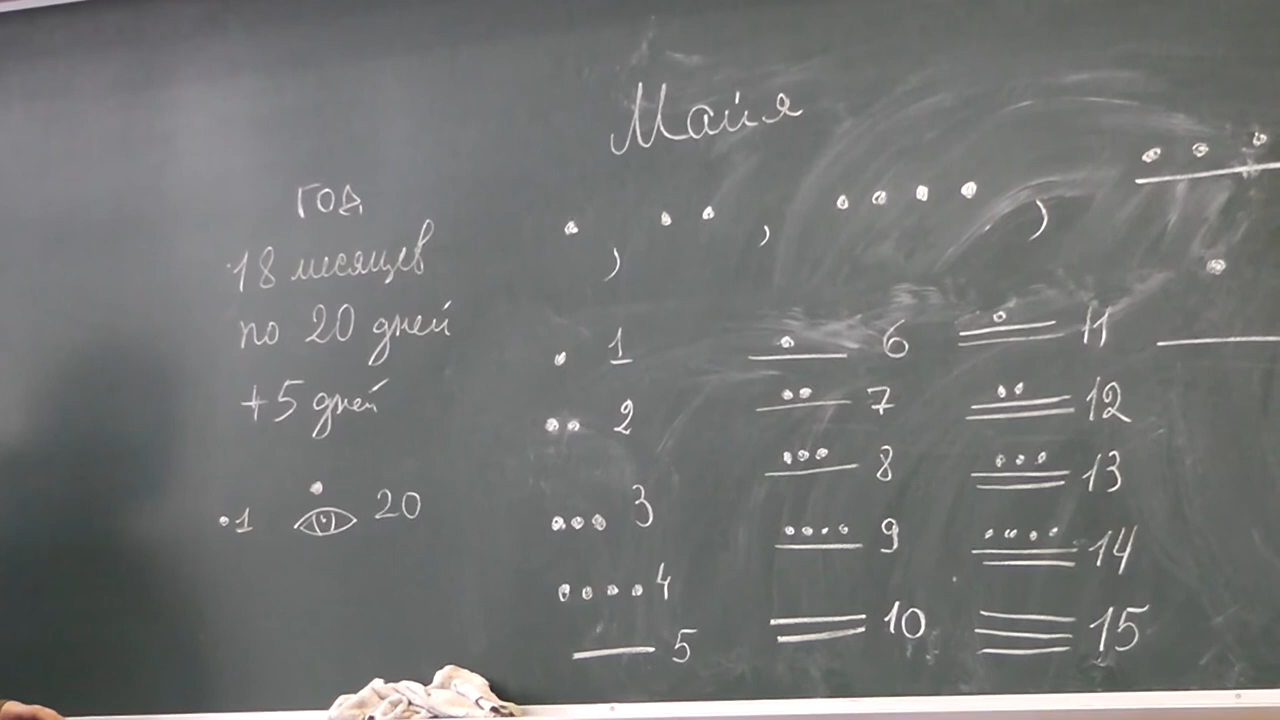 Майя
год
18 месяцев
по 20 дней
+5 дней
•1 20
. , .. , .... ,
• 1
•• 2
••• 3
•••• 4
— 5
6
7
8
9
10
11
12
13
14
15